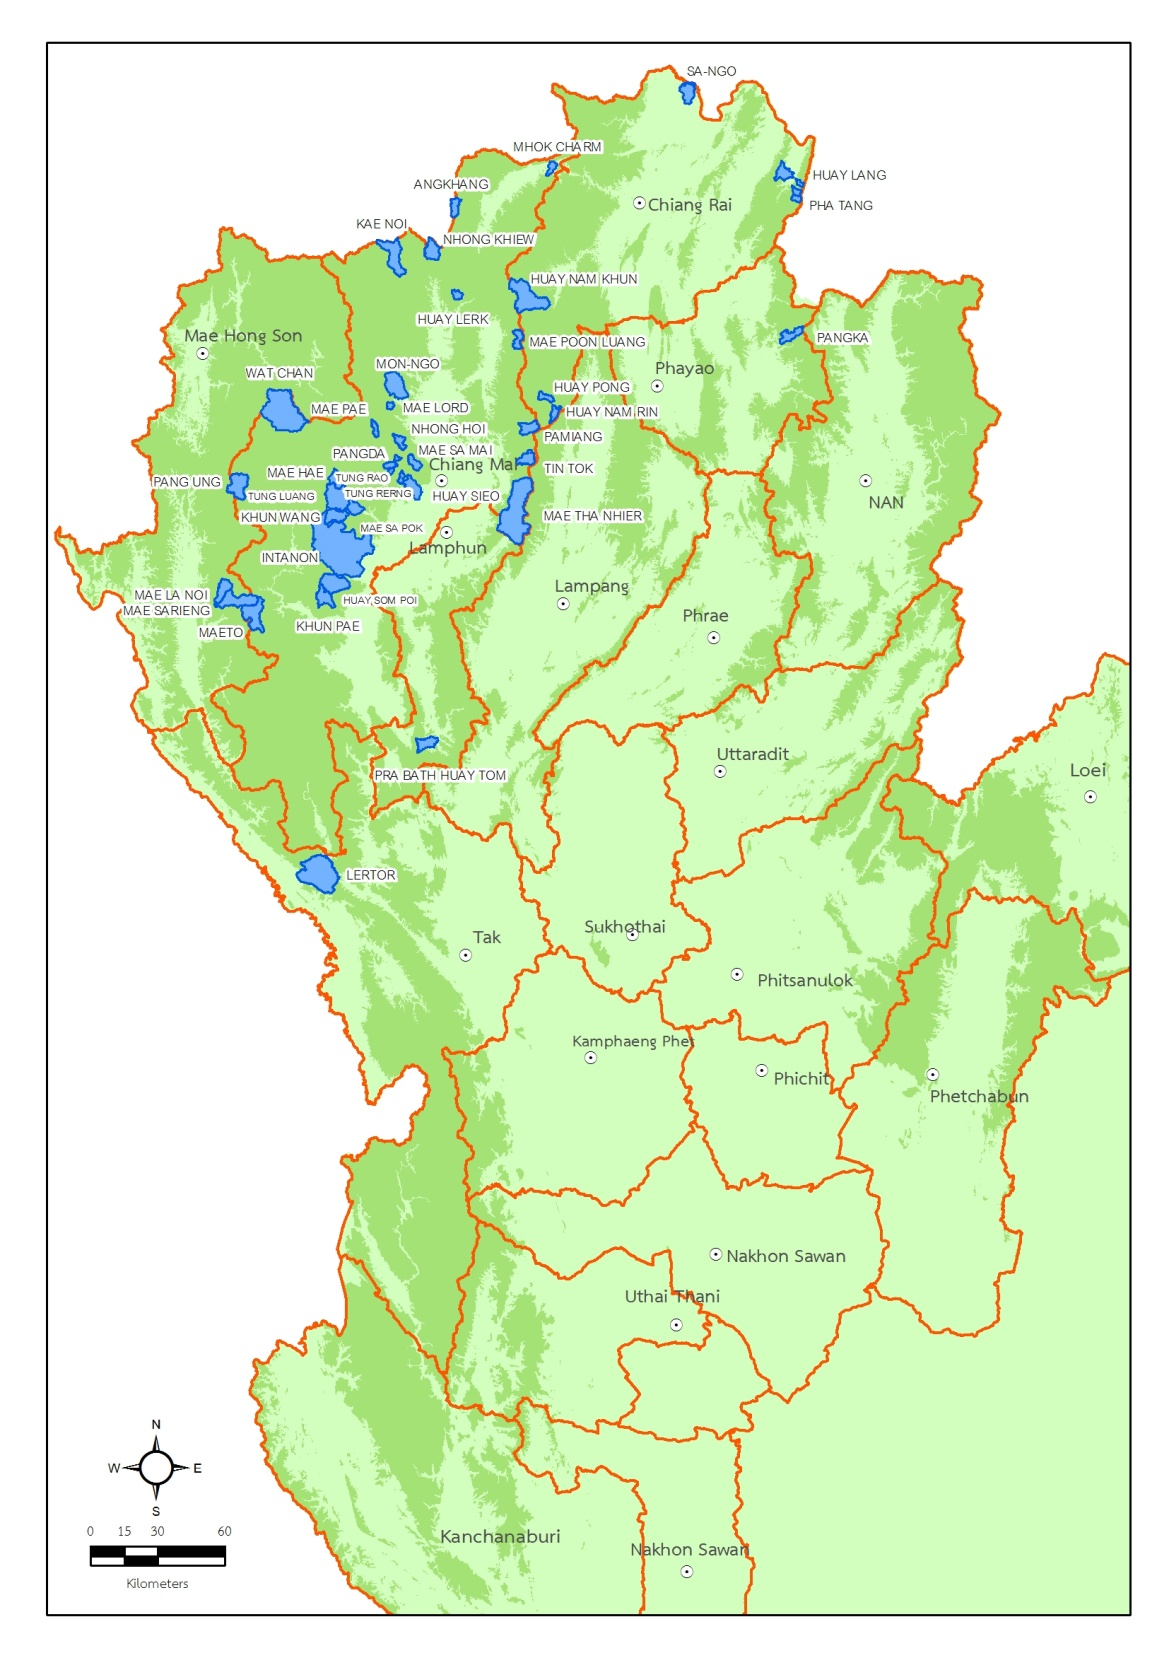 SA-NGO
MHOK CHARM
HUAY LANG
ANGKHANG
Chiang Rai
PHA TANG
KAE NOI
NHONG KHIEW
HUAY NAM KHUN
HUAY LERK
Mae Hong Son
MAE POON LUANG
PANGKA
MON-NGO
Phayao
WAT CHAN
HUAY PONG
MAE PAE
MAE LORD
HUAY NAM RIN
NHONG HOI
PAMIANG
PANGDA
MAE SA MAI
Chiang Mai
TIN TOK
MAE HAE
TUNG RAO
PANG UNG
TUNG LUANG
TUNG RERNG
HUAY SIEO
NAN
KHUN WANG
MAE THA NHIER
MAE SA POK
Lamphun
INTANON
Lampang
MAE LA NOI
HUAY SOM POI
MAE SARIENG
Phrae
KHUN PAE
MAETO
Uttaradit
PRA BATH HUAY TOM
Loei
LERTOR
Sukhothai
Tak
Phitsanulok
Kamphaeng Phet
Phichit
Phetchabun
Nakhon Sawan
Uthai Thani
N
W
E
S
0 15 30 60
Kilometers
Kanchanaburi
Nakhon Sawan